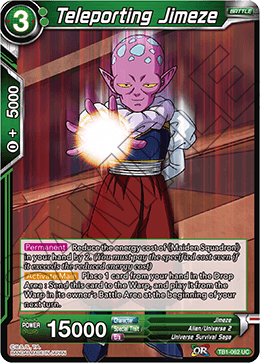 BATTLE
3
Teleporting Jimeze
0 + 5000
Permanent Reduce the energy cost of {Maiden Squadron}
in your hand by 2. (You must pay the specified cost even if
it exceeds the reduced energy cost)
Activate Main Place 1 card from your hand in the Drop
Area : Send this card to the Warp, and play it from the
Warp in its owner's Battle Area at the beginning of your
next turn.
POWER 15000
Character Jimeze
Special Trait Alien/Universe 2
Era Universe Survival Saga
TB1-062 UC